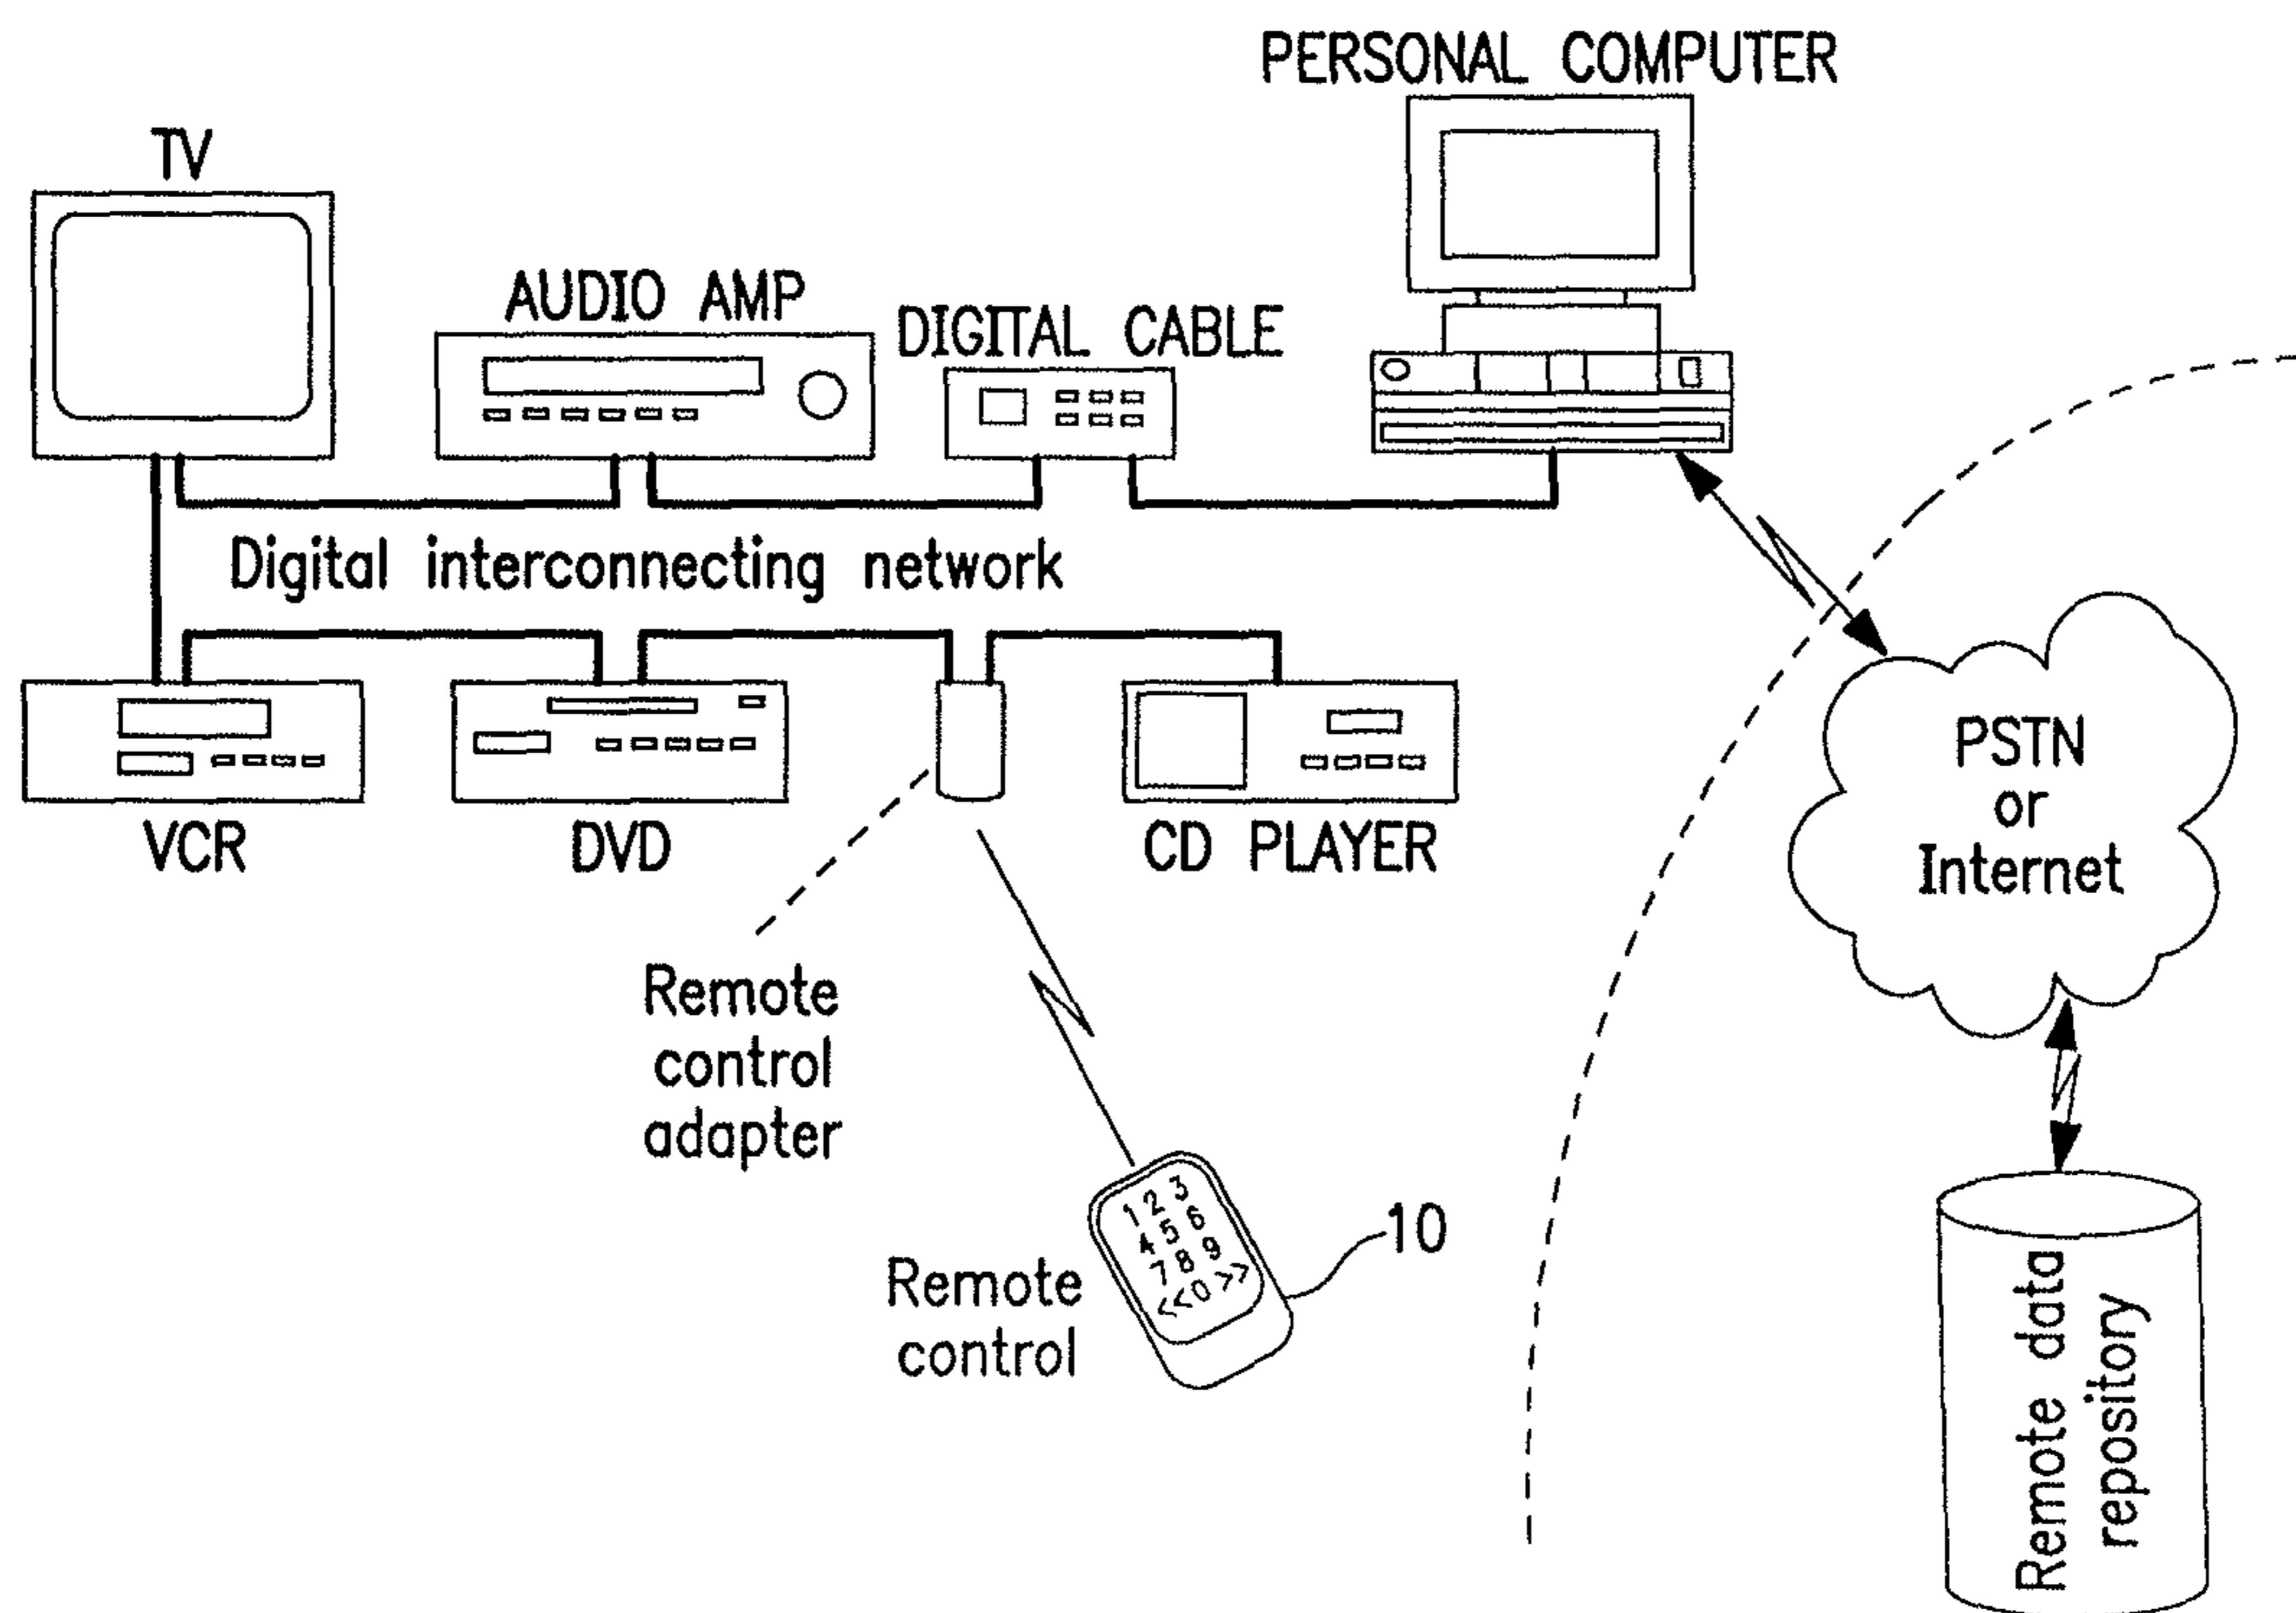 PERSONAL COMPUTER
TV
AUDIO AMP
DIGITAL CABLE
Digital interconnecting network
VCR
DVD
CD PLAYER
PSTN
or
Internet
Remote
control
adapter
1 2 3
4 5 6
7 8 9
<< 0 >>
10
Remote
control
Remote data
repository